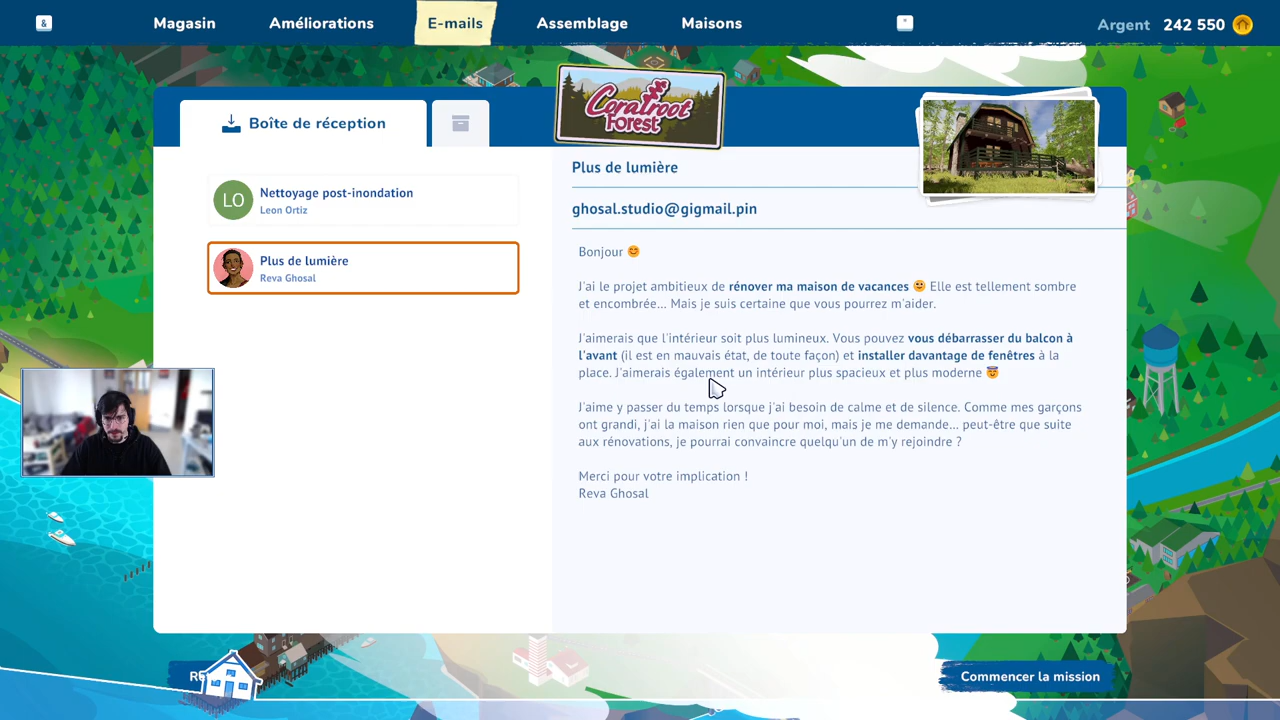 &
Magasin
Améliorations
E-mails
Assemblage
Maisons
Argent 242 550
Boîte de réception
Coralroot
Forest
LO
Nettoyage post-inondation
Leon Ortiz
Plus de lumière
Reva Ghosal
Plus de lumière
ghosal.studio@gigmail.pin
Bonjour 😊
J'ai le projet ambitieux de rénover ma maison de vacances 😀 Elle est tellement sombre
et encombrée... Mais je suis certaine que vous pourrez m'aider.
J'aimerais que l'intérieur soit plus lumineux. Vous pouvez vous débarrasser du balcon à
l'avant (il est en mauvais état, de toute façon) et installer davantage de fenêtres à la
place. J'aimerais également un intérieur plus spacieux et plus moderne 😇
J'aime y passer du temps lorsque j'ai besoin de calme et de silence. Comme mes garçons
ont grandi, j'ai la maison rien que pour moi, mais je me demande... peut-être que suite
aux rénovations, je pourrai convaincre quelqu'un de m'y rejoindre ?
Merci pour votre implication !
Reva Ghosal
Commencer la mission